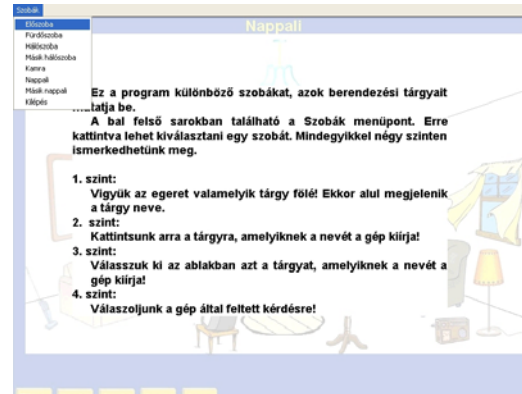 Szobák
Előszoba
Fürdőszoba
Hálószoba
Másik hálószoba
Kamra
Nappali
Másik nappali
Kilépés
Nappali
Ez a program különböző szobákat, azok berendezési tárgyait
mutatja be.
A bal felső sarokban található a Szobák menüpont. Erre
kattintva lehet kiválasztani egy szobát. Mindegyikkel négy szinten
ismerkedhetünk meg.
1. szint:
Vigyük az egeret valamelyik tárgy fölé! Ekkor alul megjelenik
a tárgy neve.
2. szint:
Kattintsunk arra a tárgyra, amelyiknek a nevét a gép kiírja!
3. szint:
Válasszuk ki az ablakban azt a tárgyat, amelyiknek a nevét a
gép kiírja!
4. szint:
Válaszoljunk a gép által feltett kérdésre!